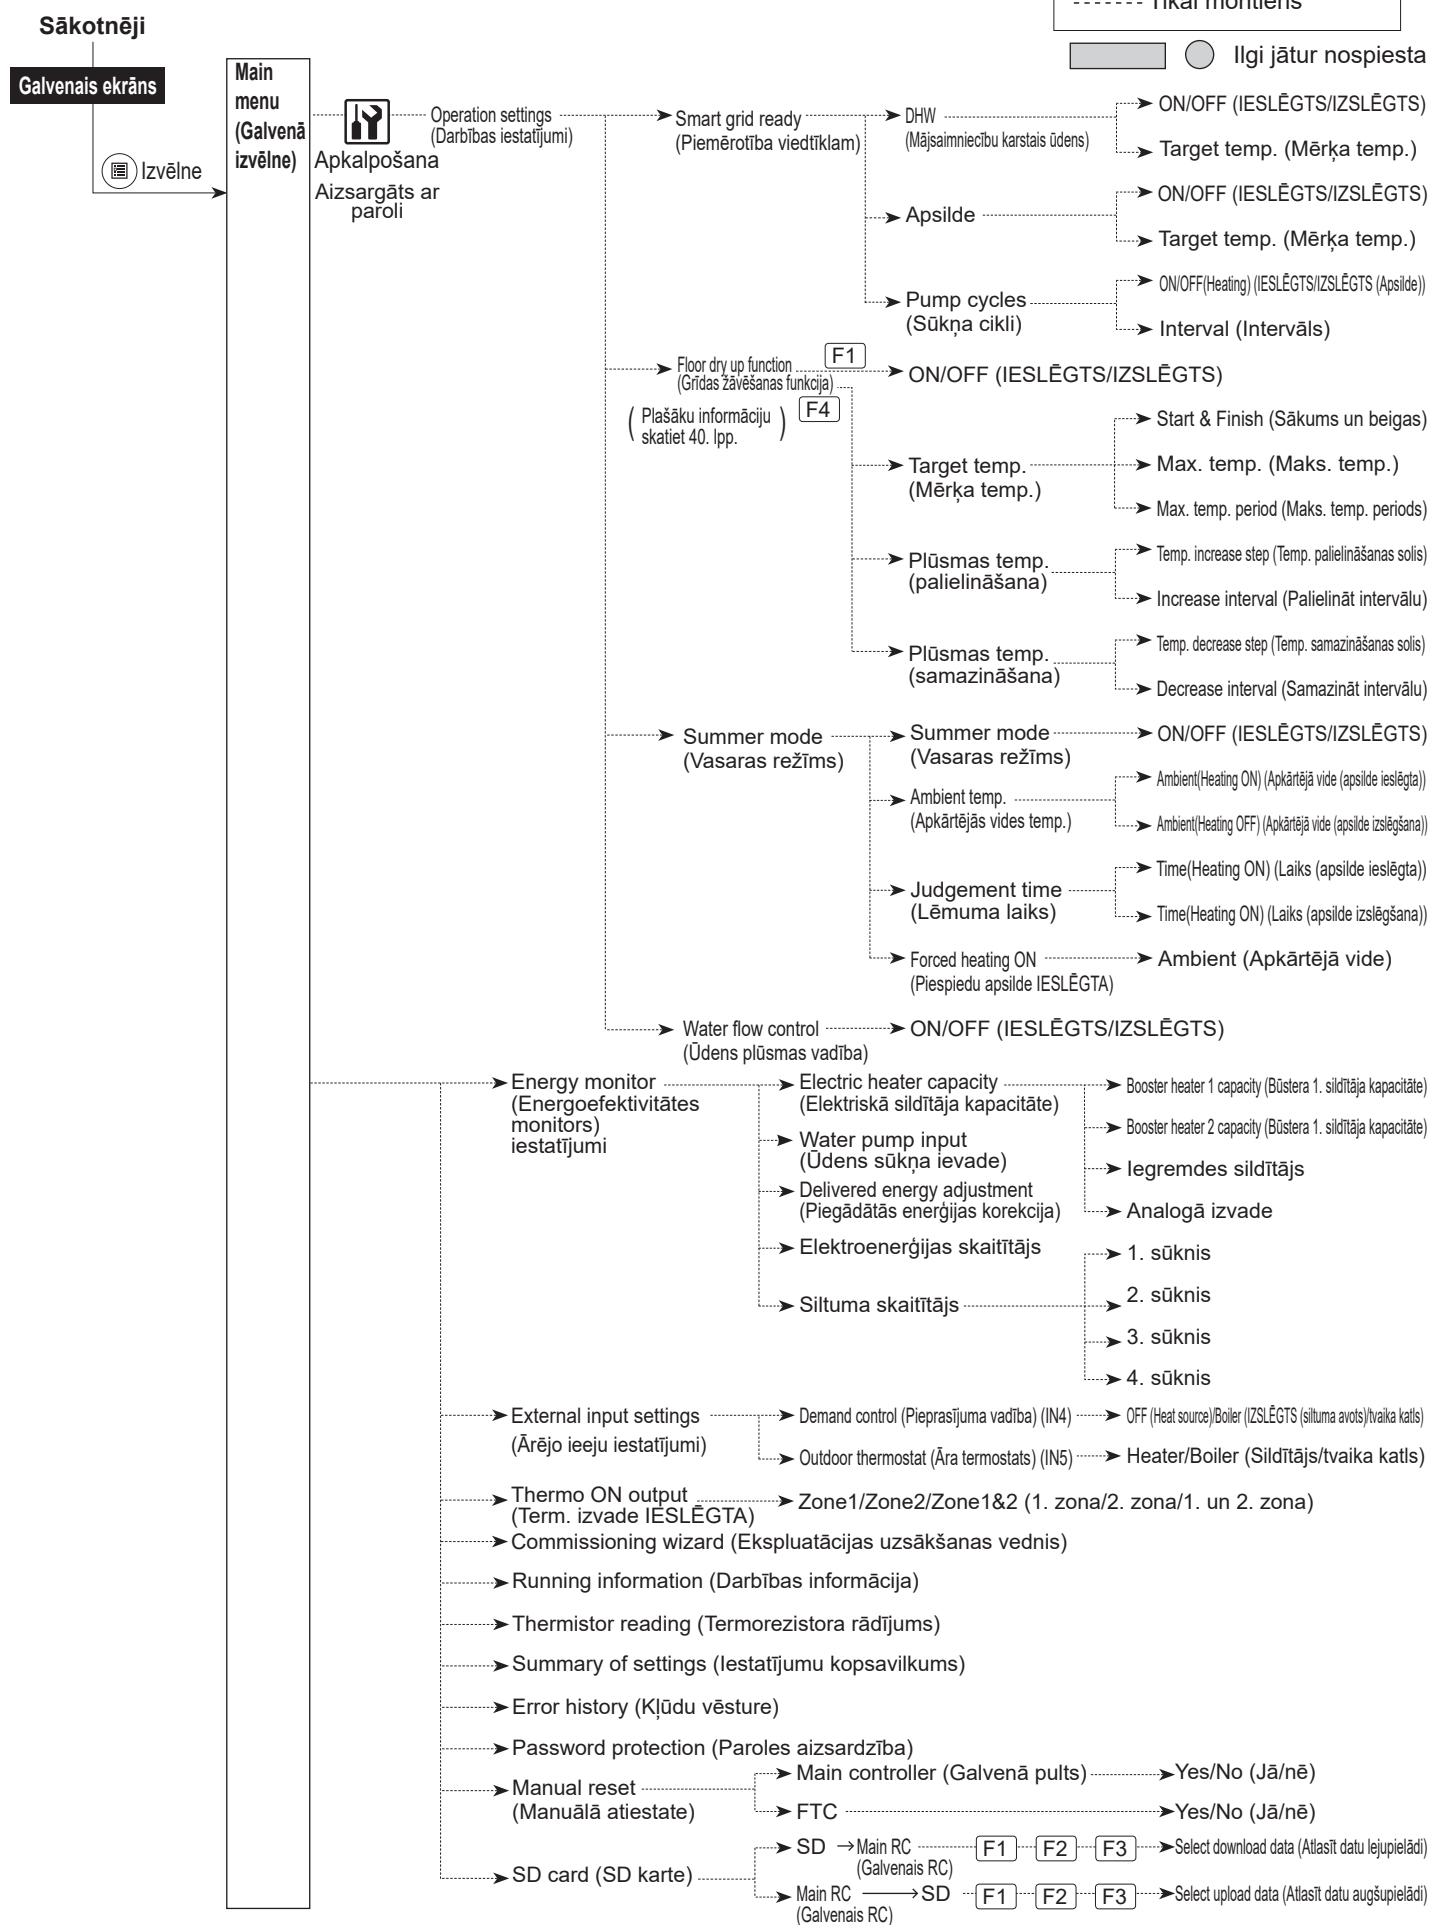 Tikai montieris
Sākotnēji
Galvenais ekrāns
Izvēlne
Ilgi jātur nospiesta
Main
menu
(Galvenā
izvēlne)
Apkalpošana
Aizsargāts ar
paroli
Operation settings
(Darbības iestatījumi)
Smart grid ready
(Piemērotība viedtīklam)
DHW
(Mājsaimniecību karstais ūdens)
ON/OFF (IESLĒGTS/IZSLĒGTS)
Target temp. (Mērķa temp.)
Apsilde
ON/OFF (IESLĒGTS/IZSLĒGTS)
Target temp. (Mērķa temp.)
Pump cycles
(Sūkņa cikli)
ON/OFF(Heating) (IESLĒGTS/IZSLĒGTS (Apsilde))
Interval (Intervāls)
Floor dry up function
(Grīdas žāvēšanas funkcija)
F1
ON/OFF (IESLĒGTS/IZSLĒGTS)
( Plašāku informāciju
skatiet 40. lpp. )
F4
Target temp.
(Mērķa temp.)
Start & Finish (Sākums un beigas)
Max. temp. (Maks. temp.)
Max. temp. period (Maks. temp. periods)
Plūsmas temp.
(palielināšana)
Temp. increase step (Temp. palielināšanas solis)
Increase interval (Palielināt intervālu)
Plūsmas temp.
(samazināšana)
Temp. decrease step (Temp. samazināšanas solis)
Decrease interval (Samazināt intervālu)
Summer mode
(Vasaras režīms)
Summer mode
(Vasaras režīms)
ON/OFF (IESLĒGTS/IZSLĒGTS)
Ambient temp.
(Apkārtējās vides temp.)
Ambient(Heating ON) (Apkārtējā vide (apsilde ieslēgta))
Ambient(Heating OFF) (Apkārtējā vide (apsilde izslēgšana))
Judgement time
(Lēmuma laiks)
Time(Heating ON) (Laiks (apsilde ieslēgta))
Time(Heating ON) (Laiks (apsilde izslēgšana))
Forced heating ON
(Piespiedu apsilde IESLĒGTA)
Ambient (Apkārtējā vide)
Water flow control
(Ūdens plūsmas vadība)
ON/OFF (IESLĒGTS/IZSLĒGTS)
Energy monitor
(Energoefektivitātes
monitors)
iestatījumi
Electric heater capacity
(Elektriskā sildītāja kapacitāte)
Booster heater 1 capacity (Būstera 1. sildītāja kapacitāte)
Booster heater 2 capacity (Būstera 1. sildītāja kapacitāte)
Iegremdes sildītājs
Analogā izvade
Water pump input
(Ūdens sūkņa ievade)
Delivered energy adjustment
(Piegādātās enerģijas korekcija)
Elektroenerģijas skaitītājs
Siltuma skaitītājs
1. sūknis
2. sūknis
3. sūknis
4. sūknis
External input settings
(Ārējo ieeju iestatījumi)
Demand control (Pieprasījuma vadība) (IN4)
OFF (Heat source)/Boiler (IZSLĒGTS (siltuma avots)/tvaika katls)
Outdoor thermostat (Āra termostats) (IN5)
Heater/Boiler (Sildītājs/tvaika katls)
Thermo ON output
(Term. izvade IESLĒGTA)
Zone1/Zone2/Zone1&2 (1. zona/2. zona/1. un 2. zona)
Commissioning wizard (Ekspluatācijas uzsākšanas vednis)
Running information (Darbības informācija)
Thermistor reading (Termorezistora rādījums)
Summary of settings (Iestatījumu kopsavilkums)
Error history (Kļūdu vēsture)
Password protection (Paroles aizsardzība)
Manual reset
(Manuālā atiestate)
Main controller (Galvenā pults)
Yes/No (Jā/nē)
FTC
Yes/No (Jā/nē)
SD card (SD karte)
SD → Main RC
(Galvenais RC)
F1 F2 F3
Select download data (Atlasīt datu lejupielādi)
Main RC → SD
(Galvenais RC)
F1 F2 F3
Select upload data (Atlasīt datu augšupielādi)